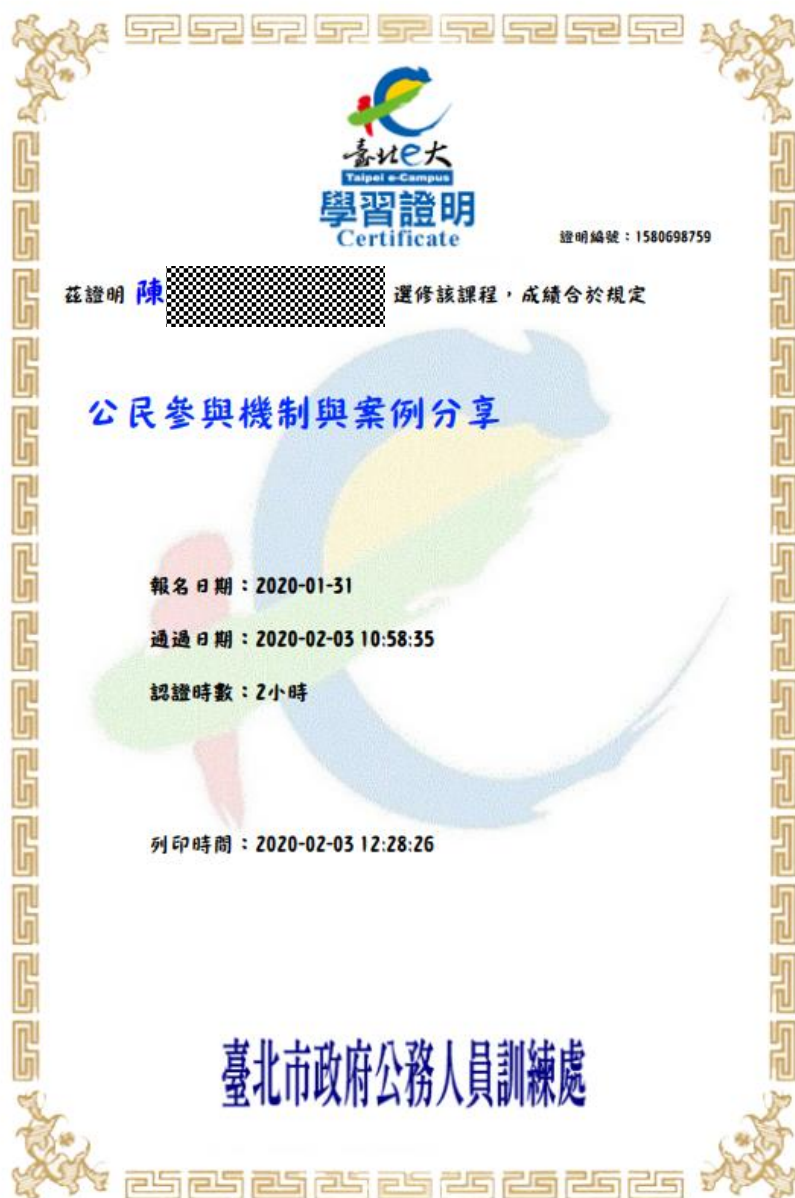 臺北e大
Taipei e-Campus
學習證明
Certificate
證明編號：1580698759
茲證明 陳 選修該課程，成績合於規定
公民參與機制與案例分享
報名日期：2020-01-31
通過日期：2020-02-03 10:58:35
認證時數：2小時
列印時間：2020-02-03 12:28:26
臺北市政府公務人員訓練處